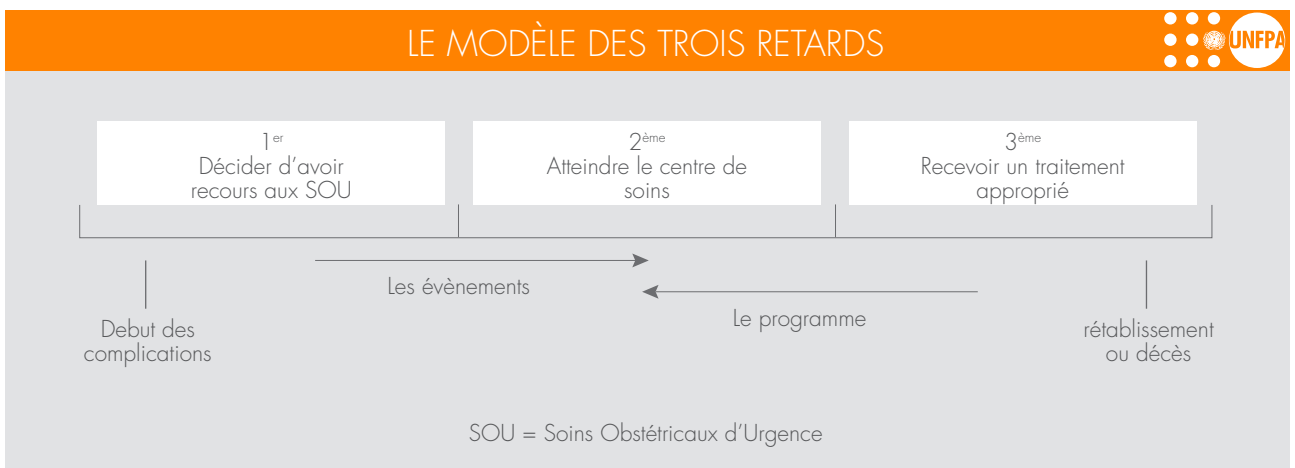 LE MODÈLE DES TROIS RETARDS
UNFPA
1er
Décider d’avoir
recours aux SOU
2ème
Atteindre le centre de
soins
3ème
Recevoir un traitement
approprié
Les évènements
Le programme
Debut des
complications
rétablissement
ou décès
SOU = Soins Obstétricaux d’Urgence